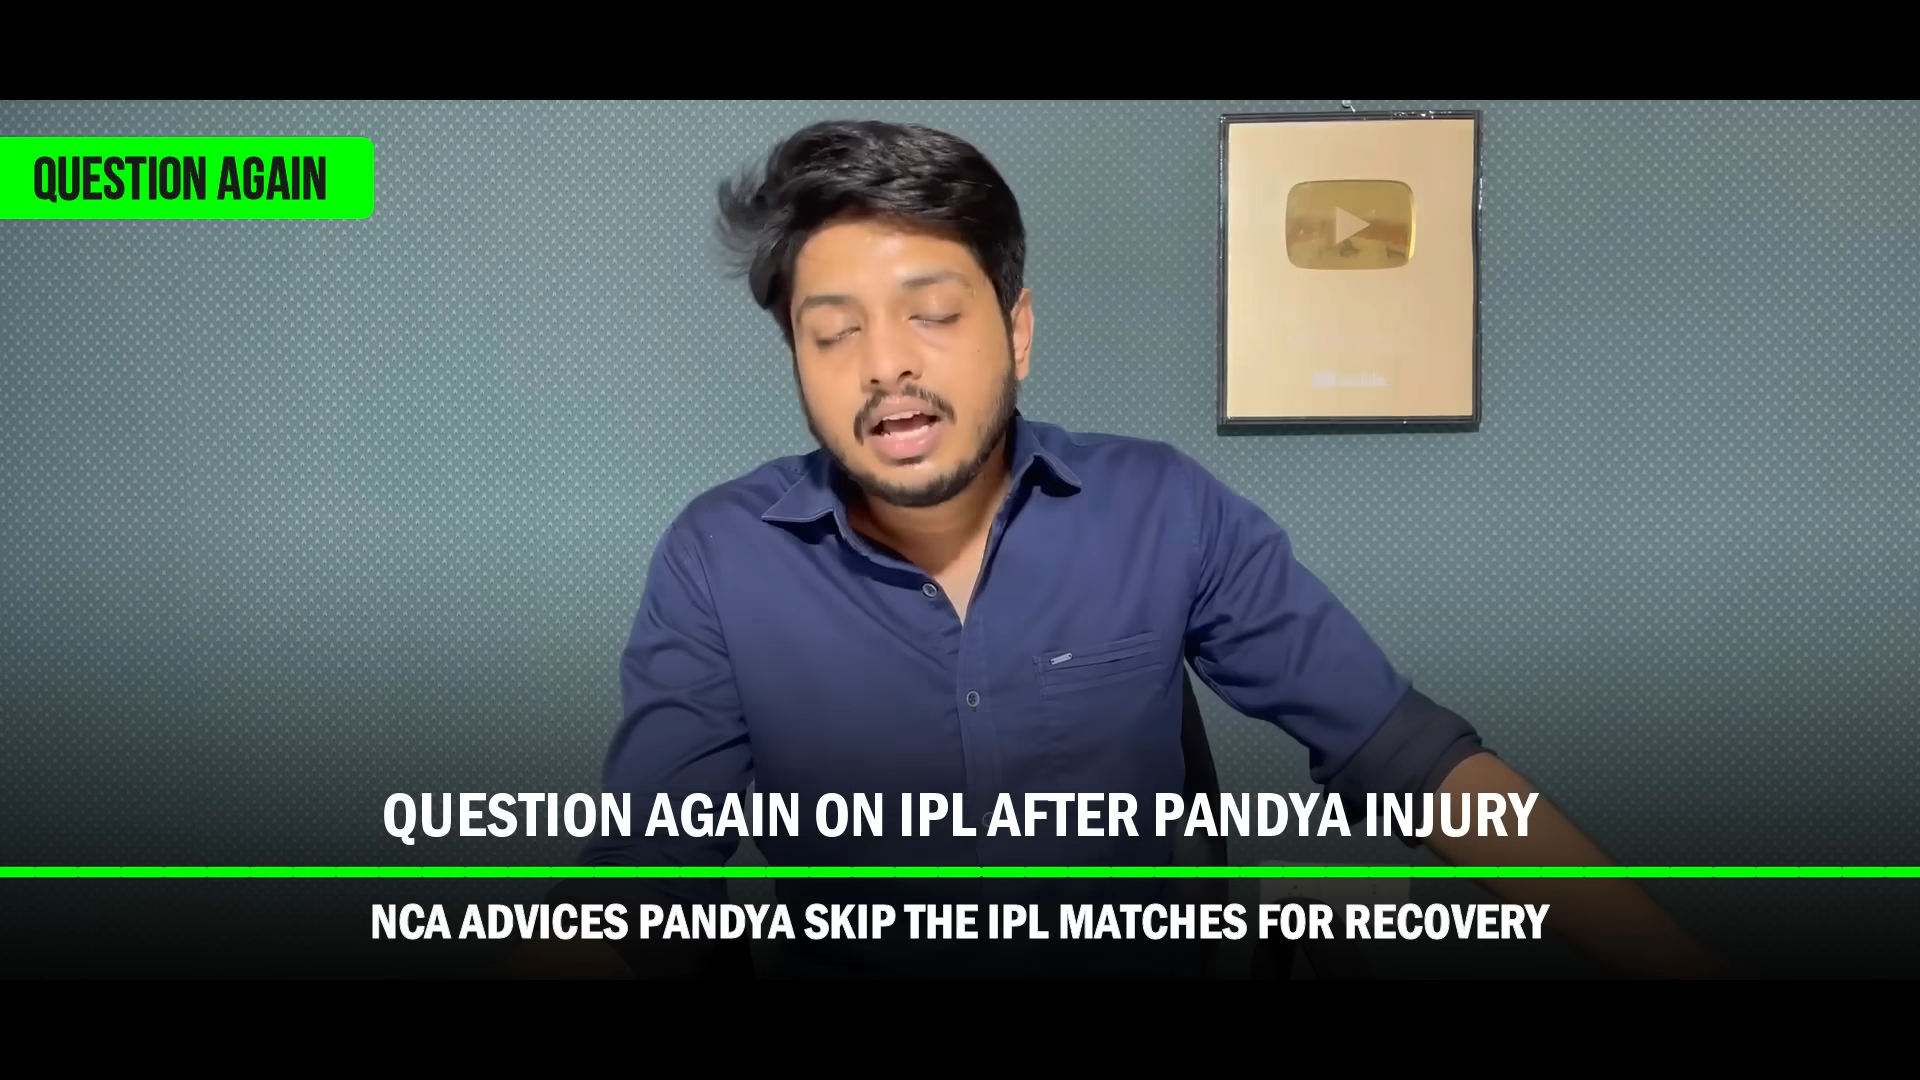 QUESTION AGAIN
QUESTION AGAIN ON IPL AFTER PANDYA INJURY
NCA ADVICES PANDYA SKIP THE IPL MATCHES FOR RECOVERY